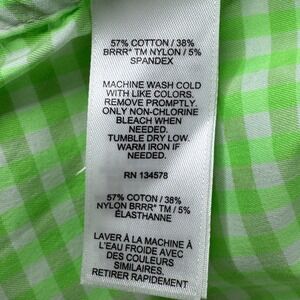 57% COTTON / 38%
BRRR° TM NYLON / 5%
SPANDEX
MACHINE WASH COLD
WITH LIKE COLORS.
REMOVE PROMPTLY.
ONLY NON-CHLORINE
BLEACH WHEN
NEEDED.
TUMBLE DRY LOW.
WARM IRON IF
NEEDED.
RN 134578
57% COTON / 38%
NYLON BRRR° TM / 5%
ÉLASTHANNE
LAVER À LA MACHINE À
L'EAU FROIDE AVEC
DES COULEURS
SIMILAIRES.
RETIRER RAPIDEMENT